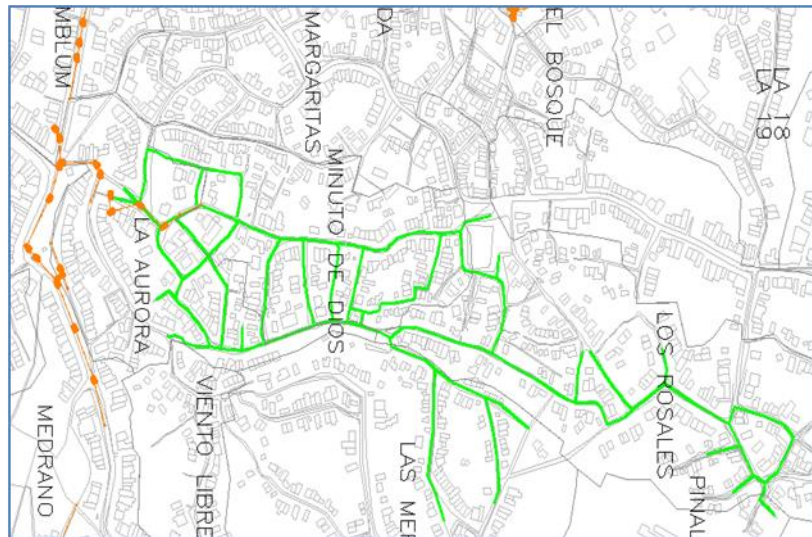 MBLUM
MARGARITAS
DA
EL BOSQUE
LA 18
LA 19
MINUTO DE DIOS
LA AURORA
LOS ROSALES
VIENTO LIBRE
LAS MER
PINAL
MEDRANO